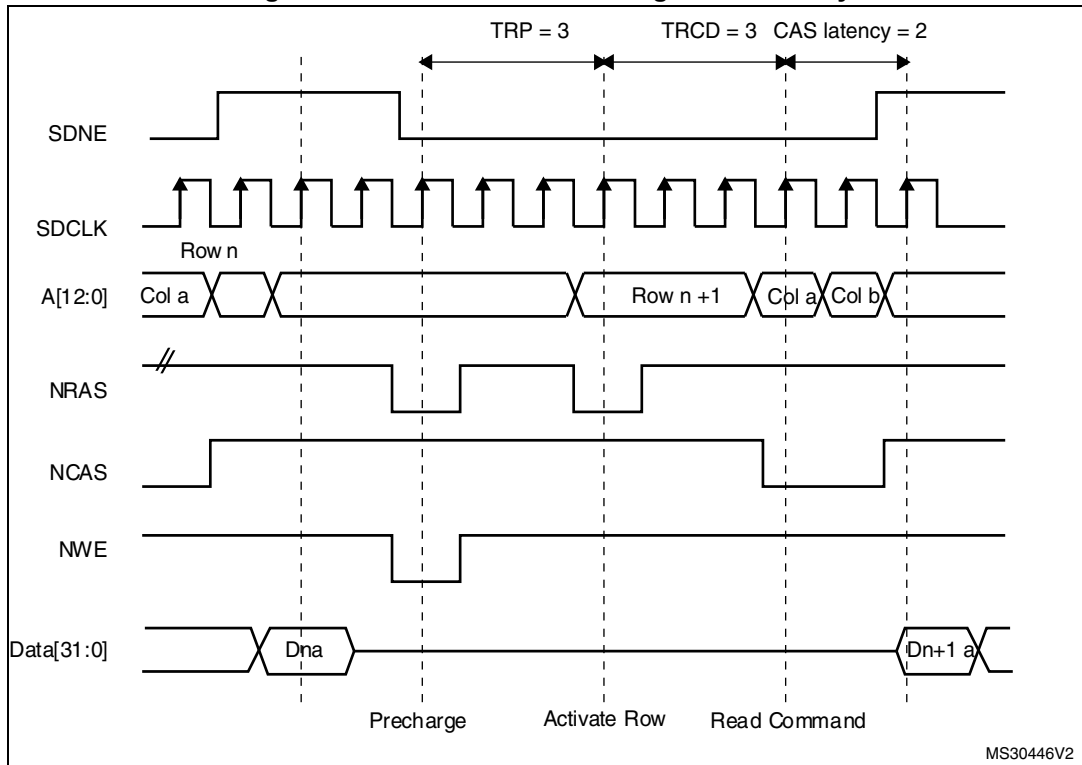 TRP = 3 TRCD = 3 CAS latency = 2
SDNE
SDCLK
Row n
A[12:0] Col a Row n +1 Col a Col b
NRAS
NCAS
NWE
Data[31:0] Dna Dn+1 a
Precharge Activate Row Read Command
MS30446V2